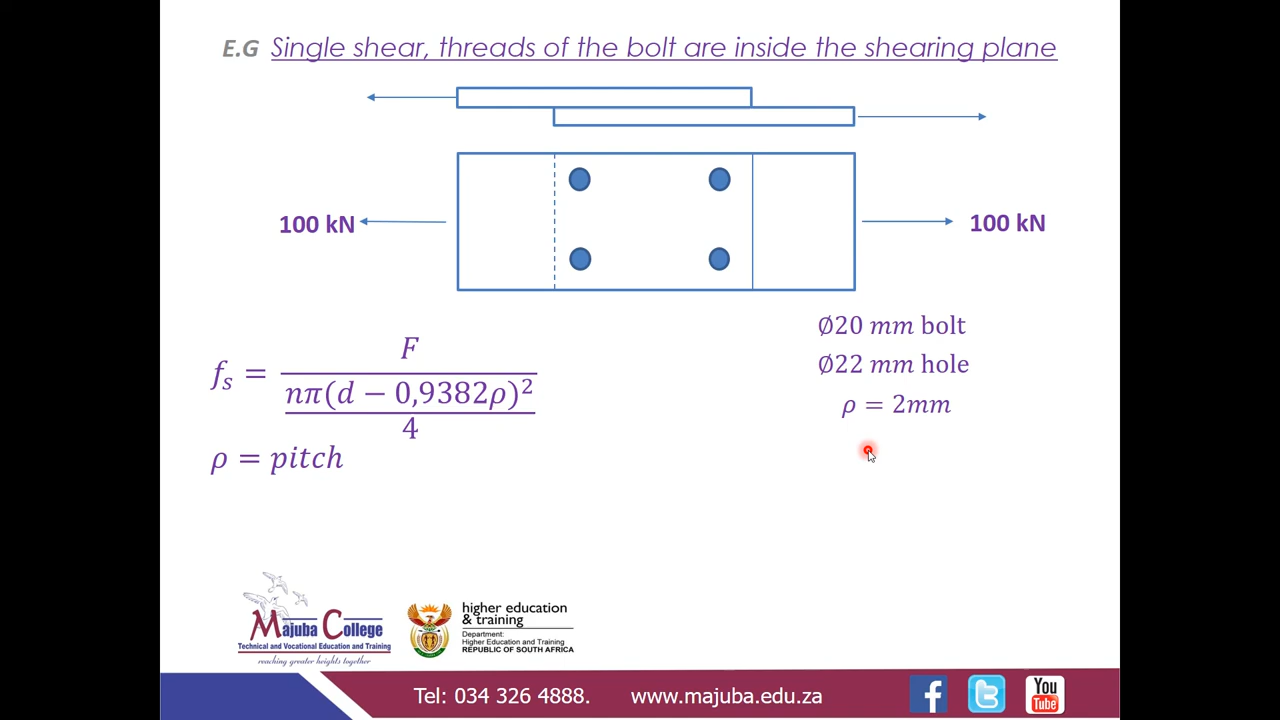 E.G Single shear, threads of the bolt are inside the shearing plane
100 kN
100 kN
∅20 mm bolt
∅22 mm hole
ρ = 2mm
fₛ = F / (nπ(d − 0,9382ρ)² / 4)
ρ = pitch
Majuba College
Technical and Vocational Education and Training
reaching greater heights together
higher education
& training
Department:
Higher Education and Training
REPUBLIC OF SOUTH AFRICA
Tel: 034 326 4888. www.majuba.edu.za
You
Tube